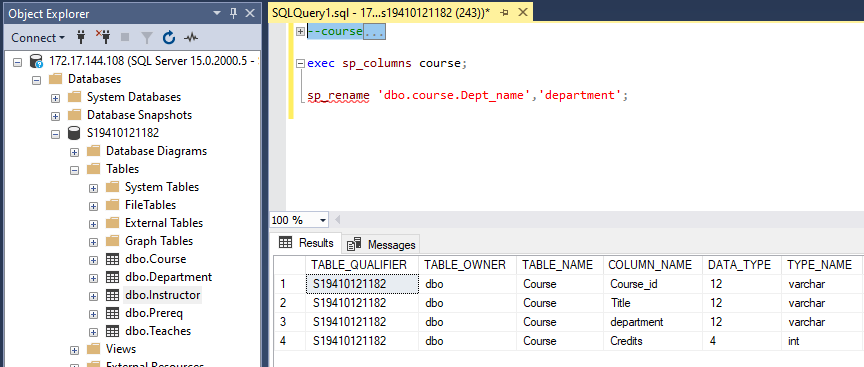 Object Explorer
Connect
172.17.144.108 (SQL Server 15.0.2000.5 -
Databases
System Databases
Database Snapshots
S19410121182
Database Diagrams
Tables
System Tables
FileTables
External Tables
Graph Tables
dbo.Course
dbo.Department
dbo.Instructor
dbo.Prereq
dbo.Teaches
Views
External Resources
SQLQuery1.sql - 17...s19410121182 (243))*
--course...
exec sp_columns course;
sp_rename 'dbo.course.Dept_name','department';
100 %
Results Messages
TABLE_QUALIFIER TABLE_OWNER TABLE_NAME COLUMN_NAME DATA_TYPE TYPE_NAME
1 S19410121182 dbo Course Course_id 12 varchar
2 S19410121182 dbo Course Title 12 varchar
3 S19410121182 dbo Course department 12 varchar
4 S19410121182 dbo Course Credits 4 int